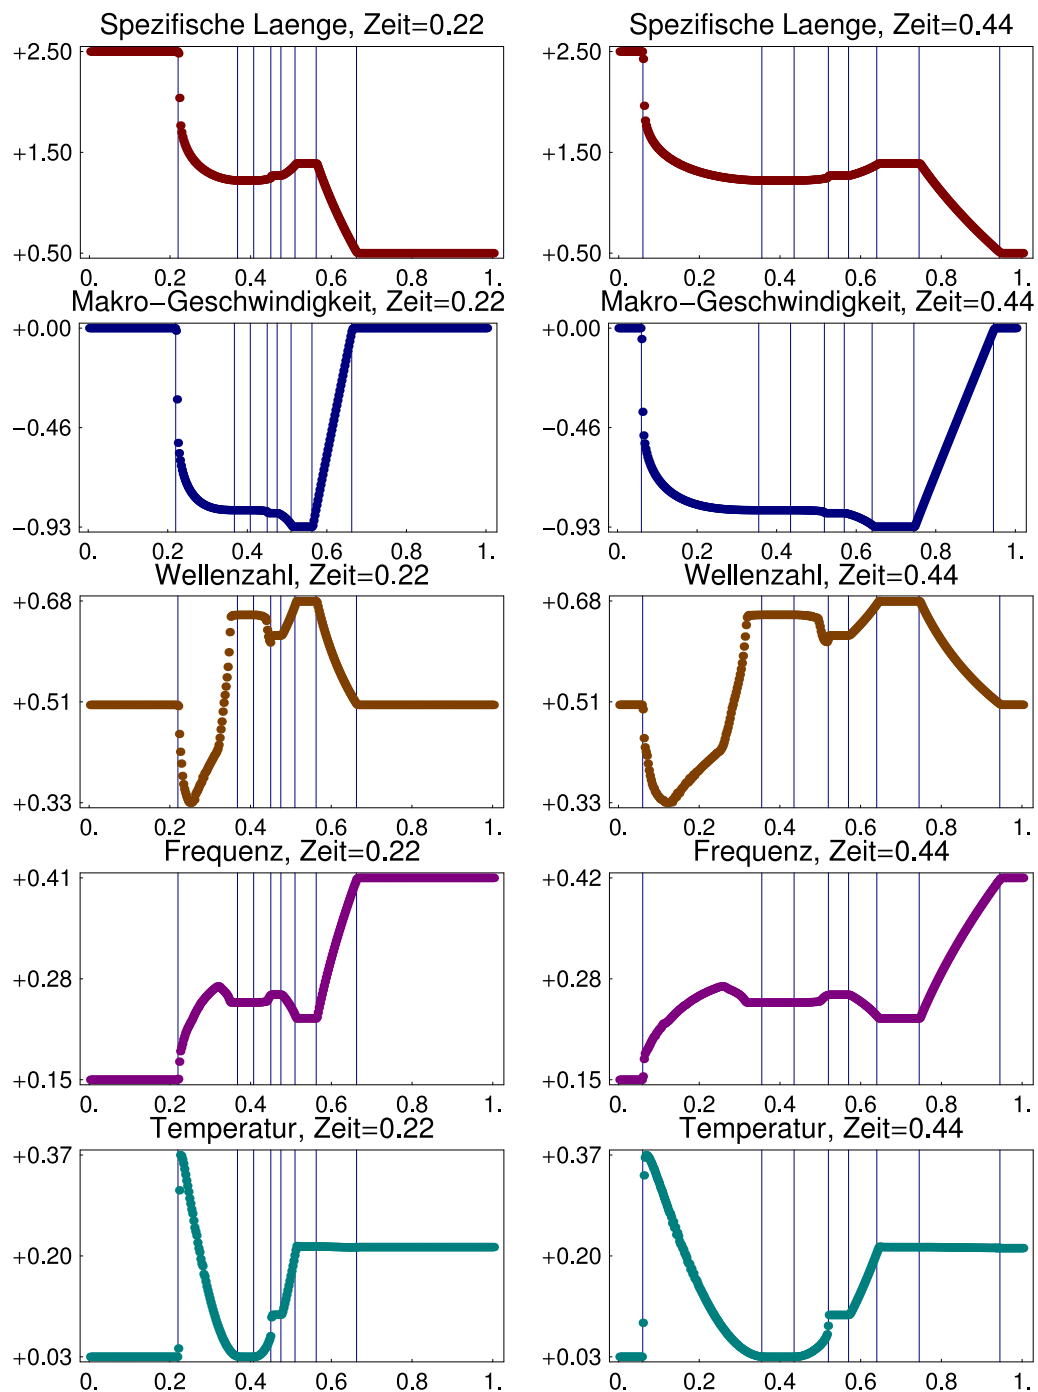 Spezifische Laenge, Zeit=0.22
Spezifische Laenge, Zeit=0.44
+2.50
+1.50
+0.50
0. 0.2 0.4 0.6 0.8 1.
+2.50
+1.50
+0.50
0. 0.2 0.4 0.6 0.8 1.
Makro-Geschwindigkeit, Zeit=0.22
Makro-Geschwindigkeit, Zeit=0.44
+0.00
−0.46
−0.93
0. 0.2 0.4 0.6 0.8 1.
+0.00
−0.46
−0.93
0. 0.2 0.4 0.6 0.8 1.
Wellenzahl, Zeit=0.22
Wellenzahl, Zeit=0.44
+0.68
+0.51
+0.33
0. 0.2 0.4 0.6 0.8 1.
+0.68
+0.51
+0.33
0. 0.2 0.4 0.6 0.8 1.
Frequenz, Zeit=0.22
Frequenz, Zeit=0.44
+0.41
+0.28
+0.15
0. 0.2 0.4 0.6 0.8 1.
+0.42
+0.28
+0.15
0. 0.2 0.4 0.6 0.8 1.
Temperatur, Zeit=0.22
Temperatur, Zeit=0.44
+0.37
+0.20
+0.03
0. 0.2 0.4 0.6 0.8 1.
+0.37
+0.20
+0.03
0. 0.2 0.4 0.6 0.8 1.